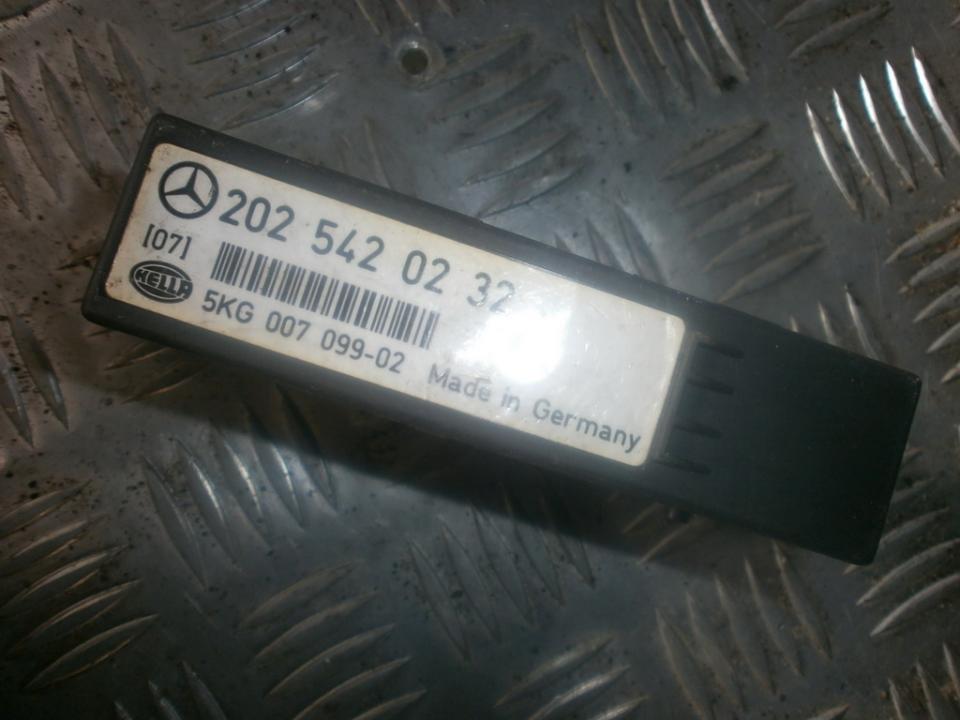 202 542 02 32
[07]
HELLA
5KG 007 099-02 Made in Germany